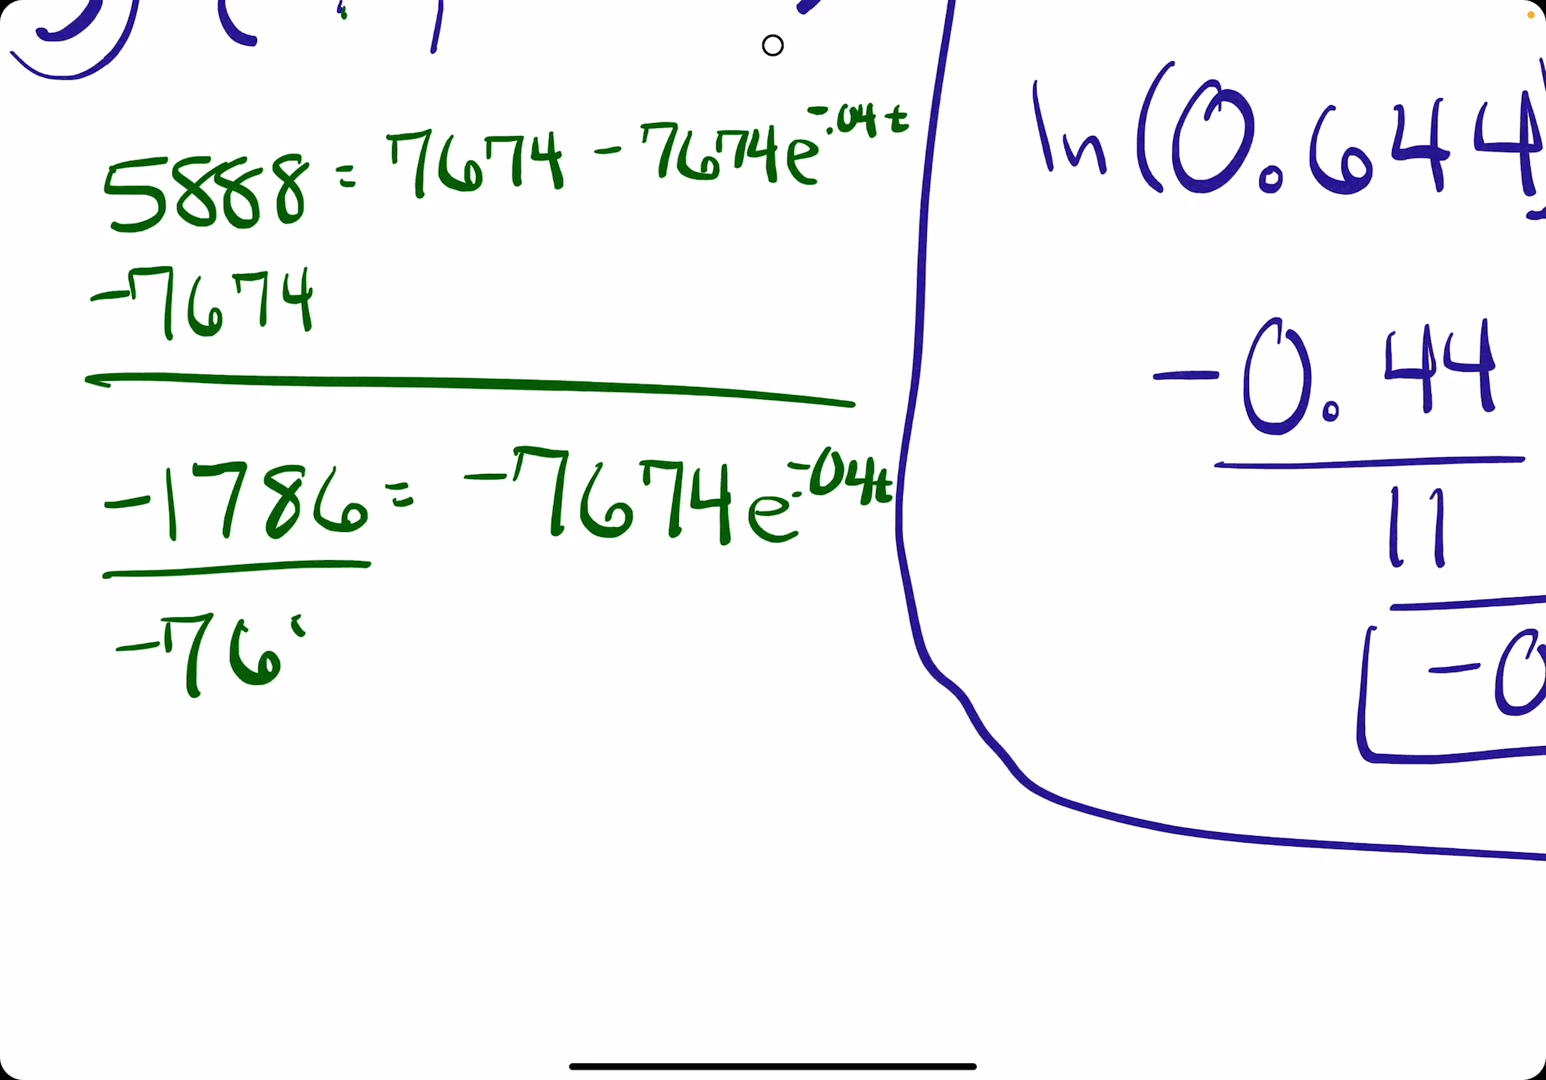 5888 = 7674 - 7674e^-.04t
-7674
-1786 = -7674e^-.04t
-76
ln(0.644)
-0.44
11
-0